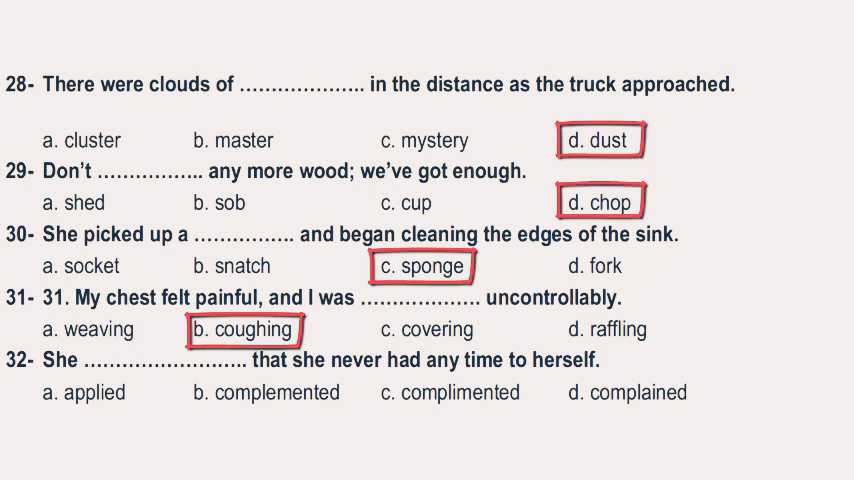 28- There were clouds of ……………….. in the distance as the truck approached.
a. cluster b. master c. mystery d. dust
29- Don’t …………….. any more wood; we’ve got enough.
a. shed b. sob c. cup d. chop
30- She picked up a ……………. and began cleaning the edges of the sink.
a. socket b. snatch c. sponge d. fork
31- 31. My chest felt painful, and I was ………………. uncontrollably.
a. weaving b. coughing c. covering d. raffling
32- She …………………….. that she never had any time to herself.
a. applied b. complemented c. complimented d. complained